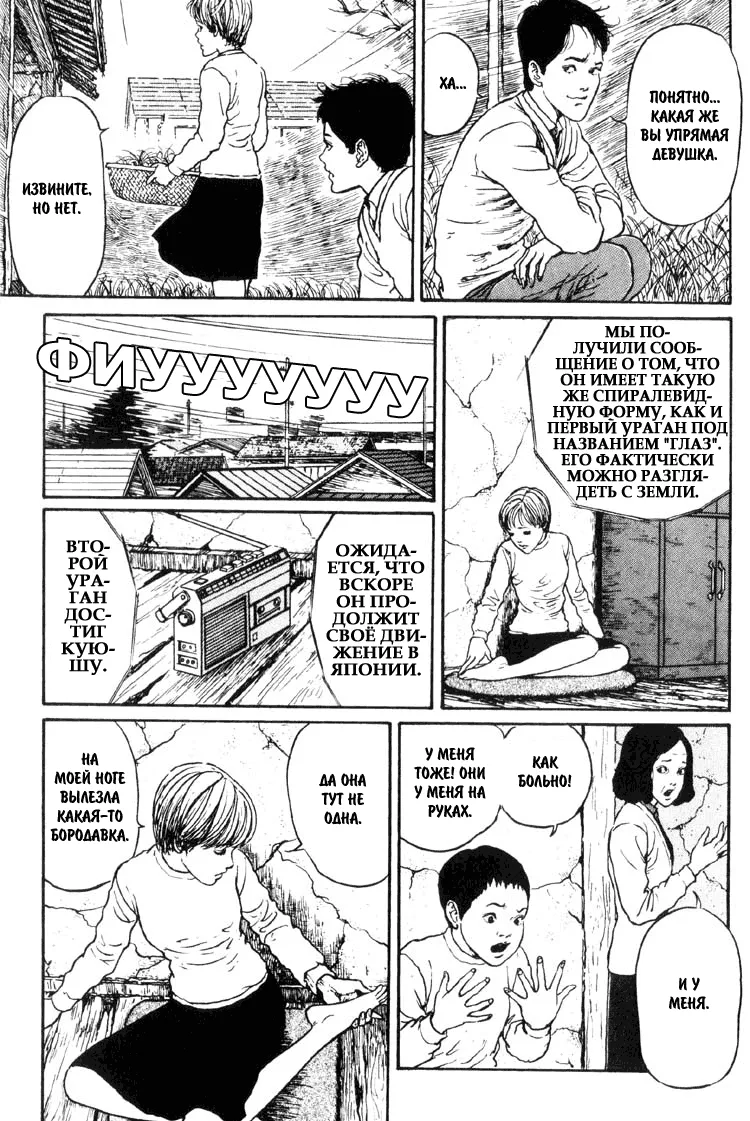 ХА...
ПОНЯТНО...
КАКАЯ ЖЕ
ВЫ УПРЯМАЯ
ДЕВУШКА.
ИЗВИНИТЕ,
НО НЕТ.
МЫ ПО-
ЛУЧИЛИ СООБ-
ЩЕНИЕ О ТОМ, ЧТО
ОН ИМЕЕТ ТАКУЮ
ЖЕ СПИРАЛЕВИД-
НУЮ ФОРМУ, КАК И
ПЕРВЫЙ УРАГАН ПОД
НАЗВАНИЕМ "ГЛАЗ".
ЕГО ФАКТИЧЕСКИ
МОЖНО РАЗГЛЯ-
ДЕТЬ С ЗЕМЛИ.
ФИУУУУУУУУ
ОЖИДА-
ЕТСЯ, ЧТО
ВСКОРЕ
ОН ПРО-
ДОЛЖИТ
СВОЁ ДВИ-
ЖЕНИЕ В
ЯПОНИИ.
ВТО-
РОЙ
УРА-
ГАН
ДОС-
ТИГ
КУЮ-
ШУ.
КАК
БОЛЬНО!
У МЕНЯ
ТОЖЕ! ОНИ
У МЕНЯ НА
РУКАХ.
И У
МЕНЯ.
ДА ОНА
ТУТ НЕ
ОДНА.
НА
МОЕЙ НОГЕ
ВЫЛЕЗЛА
КАКАЯ-ТО
БОРОДАВКА.